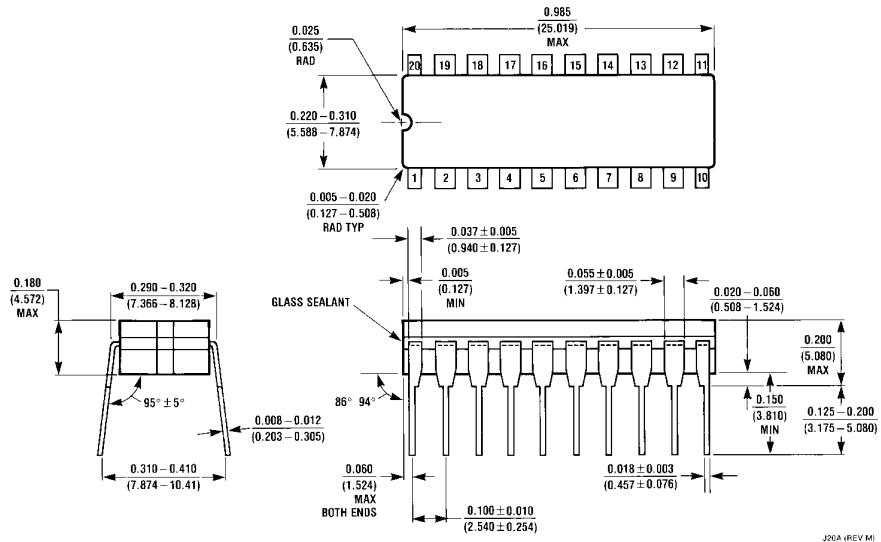 0.985
(25.019)
MAX
0.025
(0.635)
RAD
20 19 18 17 16 15 14 13 12 11
0.220 – 0.310
(5.588 – 7.874)
1 2 3 4 5 6 7 8 9 10
0.005 – 0.020
(0.127 – 0.508)
RAD TYP
0.037 ± 0.005
(0.940 ± 0.127)
0.180
(4.572)
MAX
0.290 – 0.320
(7.366 – 8.128)
0.005
(0.127)
MIN
0.055 ± 0.005
(1.397 ± 0.127)
0.020 – 0.060
(0.508 – 1.524)
GLASS SEALANT
0.200
(5.080)
MAX
95° ± 5°
86° 94°
0.150
(3.810)
MIN
0.125 – 0.200
(3.175 – 5.080)
0.008 – 0.012
(0.203 – 0.305)
0.310 – 0.410
(7.874 – 10.41)
0.060
(1.524)
MAX
BOTH ENDS
0.018 ± 0.003
(0.457 ± 0.076)
0.100 ± 0.010
(2.540 ± 0.254)
J20A (REV M)